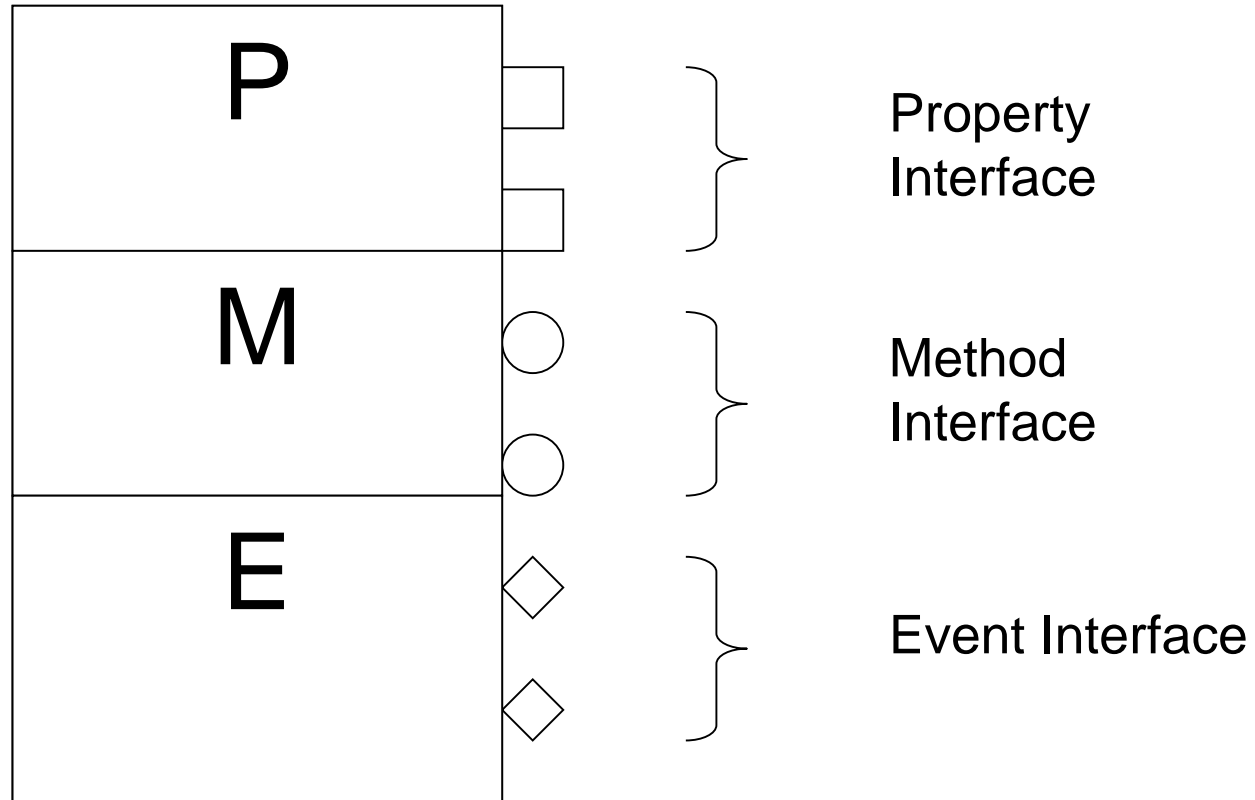 P
Property
Interface
M
Method
Interface
E
Event Interface